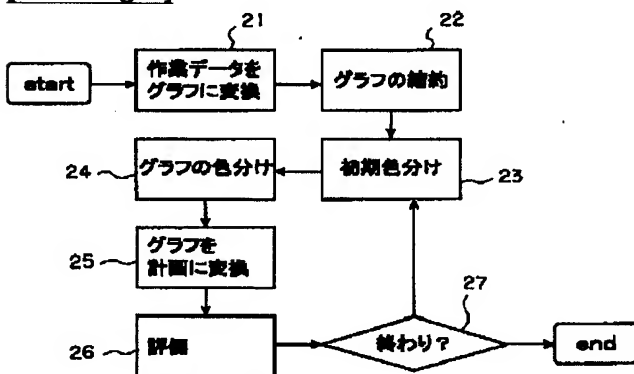 21
22
start
作業データを
グラフに変換
グラフの縮約
24
グラフの色分け
初期色分け
23
25
グラフを
計画に変換
27
26
評価
終わり?
end